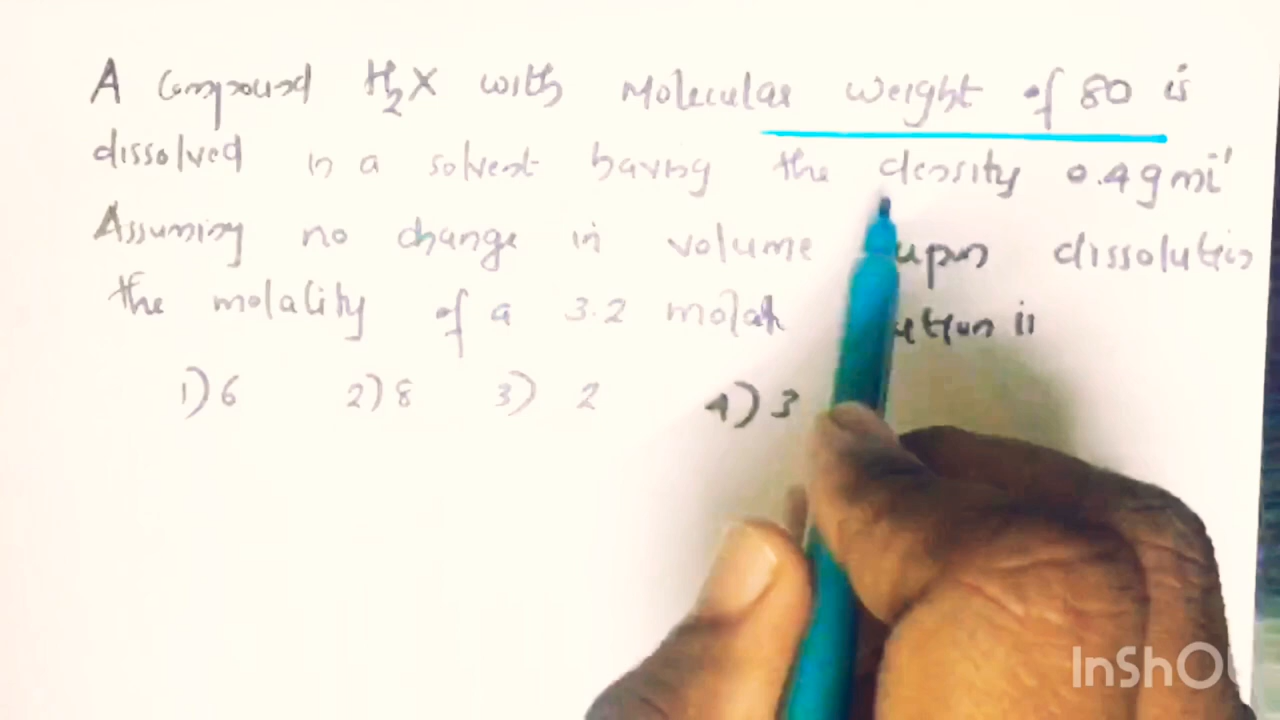 A compound H₂X with Molecular weight of 80 is
dissolved in a solvent having the density 0.4 g ml⁻¹
Assuming no change in volume upon dissolution
the molality of a 3.2 molar is
1) 6 2) 8 3) 2 4) 3
InShO